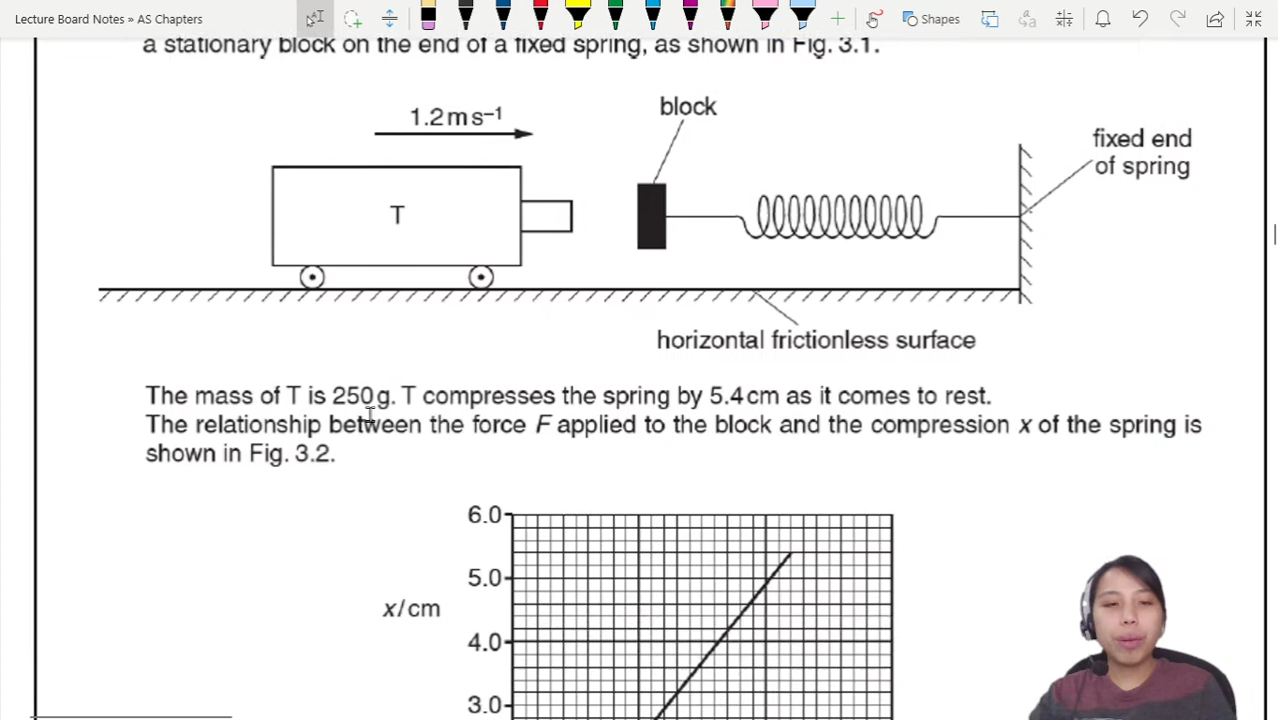 Lecture Board Notes » AS Chapters
Shapes
a stationary block on the end of a fixed spring, as shown in Fig. 3.1.
1.2 m s⁻¹
block
fixed end
of spring
T
horizontal frictionless surface
The mass of T is 250 g. T compresses the spring by 5.4 cm as it comes to rest.
The relationship between the force F applied to the block and the compression x of the spring is
shown in Fig. 3.2.
6.0
5.0
x / cm
4.0
3.0